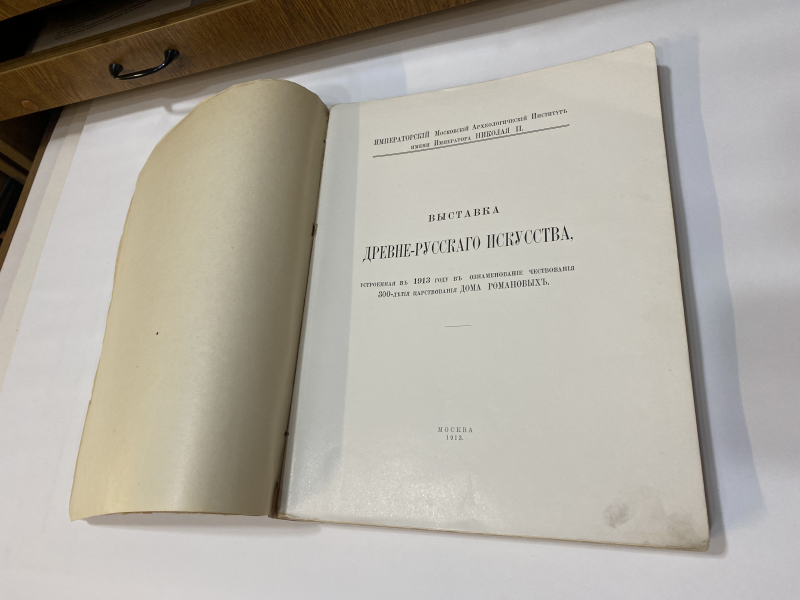 ИМПЕРАТОРСКІЙ Московскій Археологическій Институтъ
имени Императора НИКОЛАЯ II.
ВЫСТАВКА
ДРЕВНЕ-РУССКАГО ИСКУССТВА,
устроенная въ 1913 году въ ознаменованіе чествованія
300-лѣтія царствованія ДОМА РОМАНОВЫХЪ.
МОСКВА
1913.